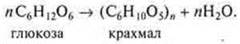 nC₆H₁₂O₆ → (C₆H₁₀O₅)ₙ + nH₂O.
глюкоза крахмал